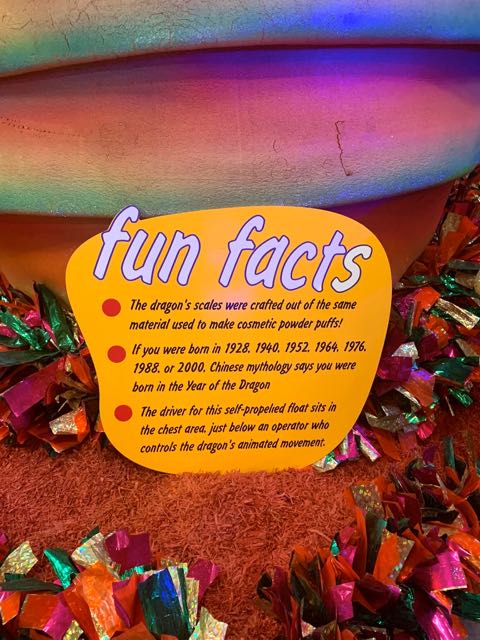 fun facts
The dragon's scales were crafted out of the same
material used to make cosmetic powder puffs!
If you were born in 1928, 1940, 1952, 1964, 1976,
1988, or 2000, Chinese mythology says you were
born in the Year of the Dragon
The driver for this self-propelled float sits in
the chest area, just below an operator who
controls the dragon's animated movement.